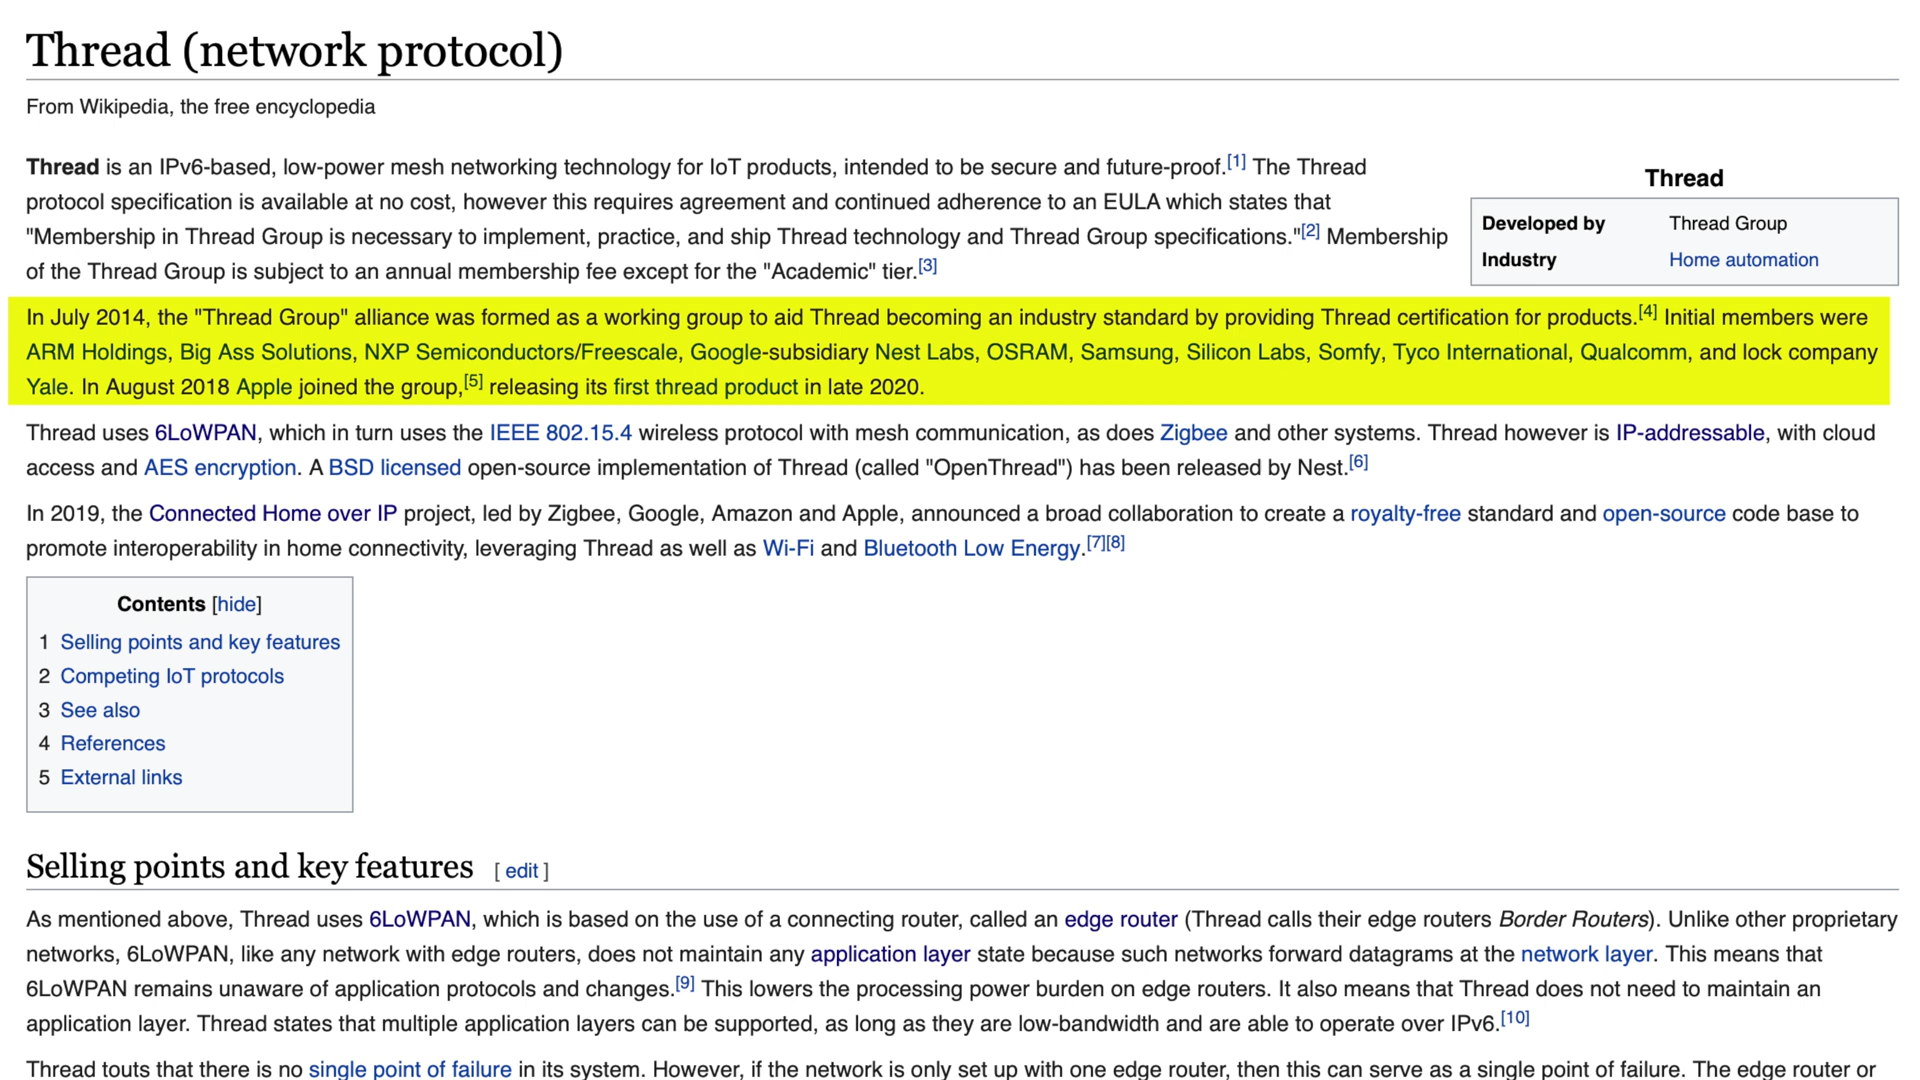 Thread (network protocol)
From Wikipedia, the free encyclopedia
Thread is an IPv6-based, low-power mesh networking technology for IoT products, intended to be secure and future-proof.[1] The Thread
protocol specification is available at no cost, however this requires agreement and continued adherence to an EULA which states that
"Membership in Thread Group is necessary to implement, practice, and ship Thread technology and Thread Group specifications."[2] Membership
of the Thread Group is subject to an annual membership fee except for the "Academic" tier.[3]
Thread
Developed by Thread Group
Industry Home automation
In July 2014, the "Thread Group" alliance was formed as a working group to aid Thread becoming an industry standard by providing Thread certification for products.[4] Initial members were
ARM Holdings, Big Ass Solutions, NXP Semiconductors/Freescale, Google-subsidiary Nest Labs, OSRAM, Samsung, Silicon Labs, Somfy, Tyco International, Qualcomm, and lock company
Yale. In August 2018 Apple joined the group,[5] releasing its first thread product in late 2020.
Thread uses 6LoWPAN, which in turn uses the IEEE 802.15.4 wireless protocol with mesh communication, as does Zigbee and other systems. Thread however is IP-addressable, with cloud
access and AES encryption. A BSD licensed open-source implementation of Thread (called "OpenThread") has been released by Nest.[6]
In 2019, the Connected Home over IP project, led by Zigbee, Google, Amazon and Apple, announced a broad collaboration to create a royalty-free standard and open-source code base to
promote interoperability in home connectivity, leveraging Thread as well as Wi-Fi and Bluetooth Low Energy.[7][8]
Contents [hide]
1 Selling points and key features
2 Competing IoT protocols
3 See also
4 References
5 External links
Selling points and key features [ edit ]
As mentioned above, Thread uses 6LoWPAN, which is based on the use of a connecting router, called an edge router (Thread calls their edge routers Border Routers). Unlike other proprietary
networks, 6LoWPAN, like any network with edge routers, does not maintain any application layer state because such networks forward datagrams at the network layer. This means that
6LoWPAN remains unaware of application protocols and changes.[9] This lowers the processing power burden on edge routers. It also means that Thread does not need to maintain an
application layer. Thread states that multiple application layers can be supported, as long as they are low-bandwidth and are able to operate over IPv6.[10]
Thread touts that there is no single point of failure in its system. However, if the network is only set up with one edge router, then this can serve as a single point of failure. The edge router or